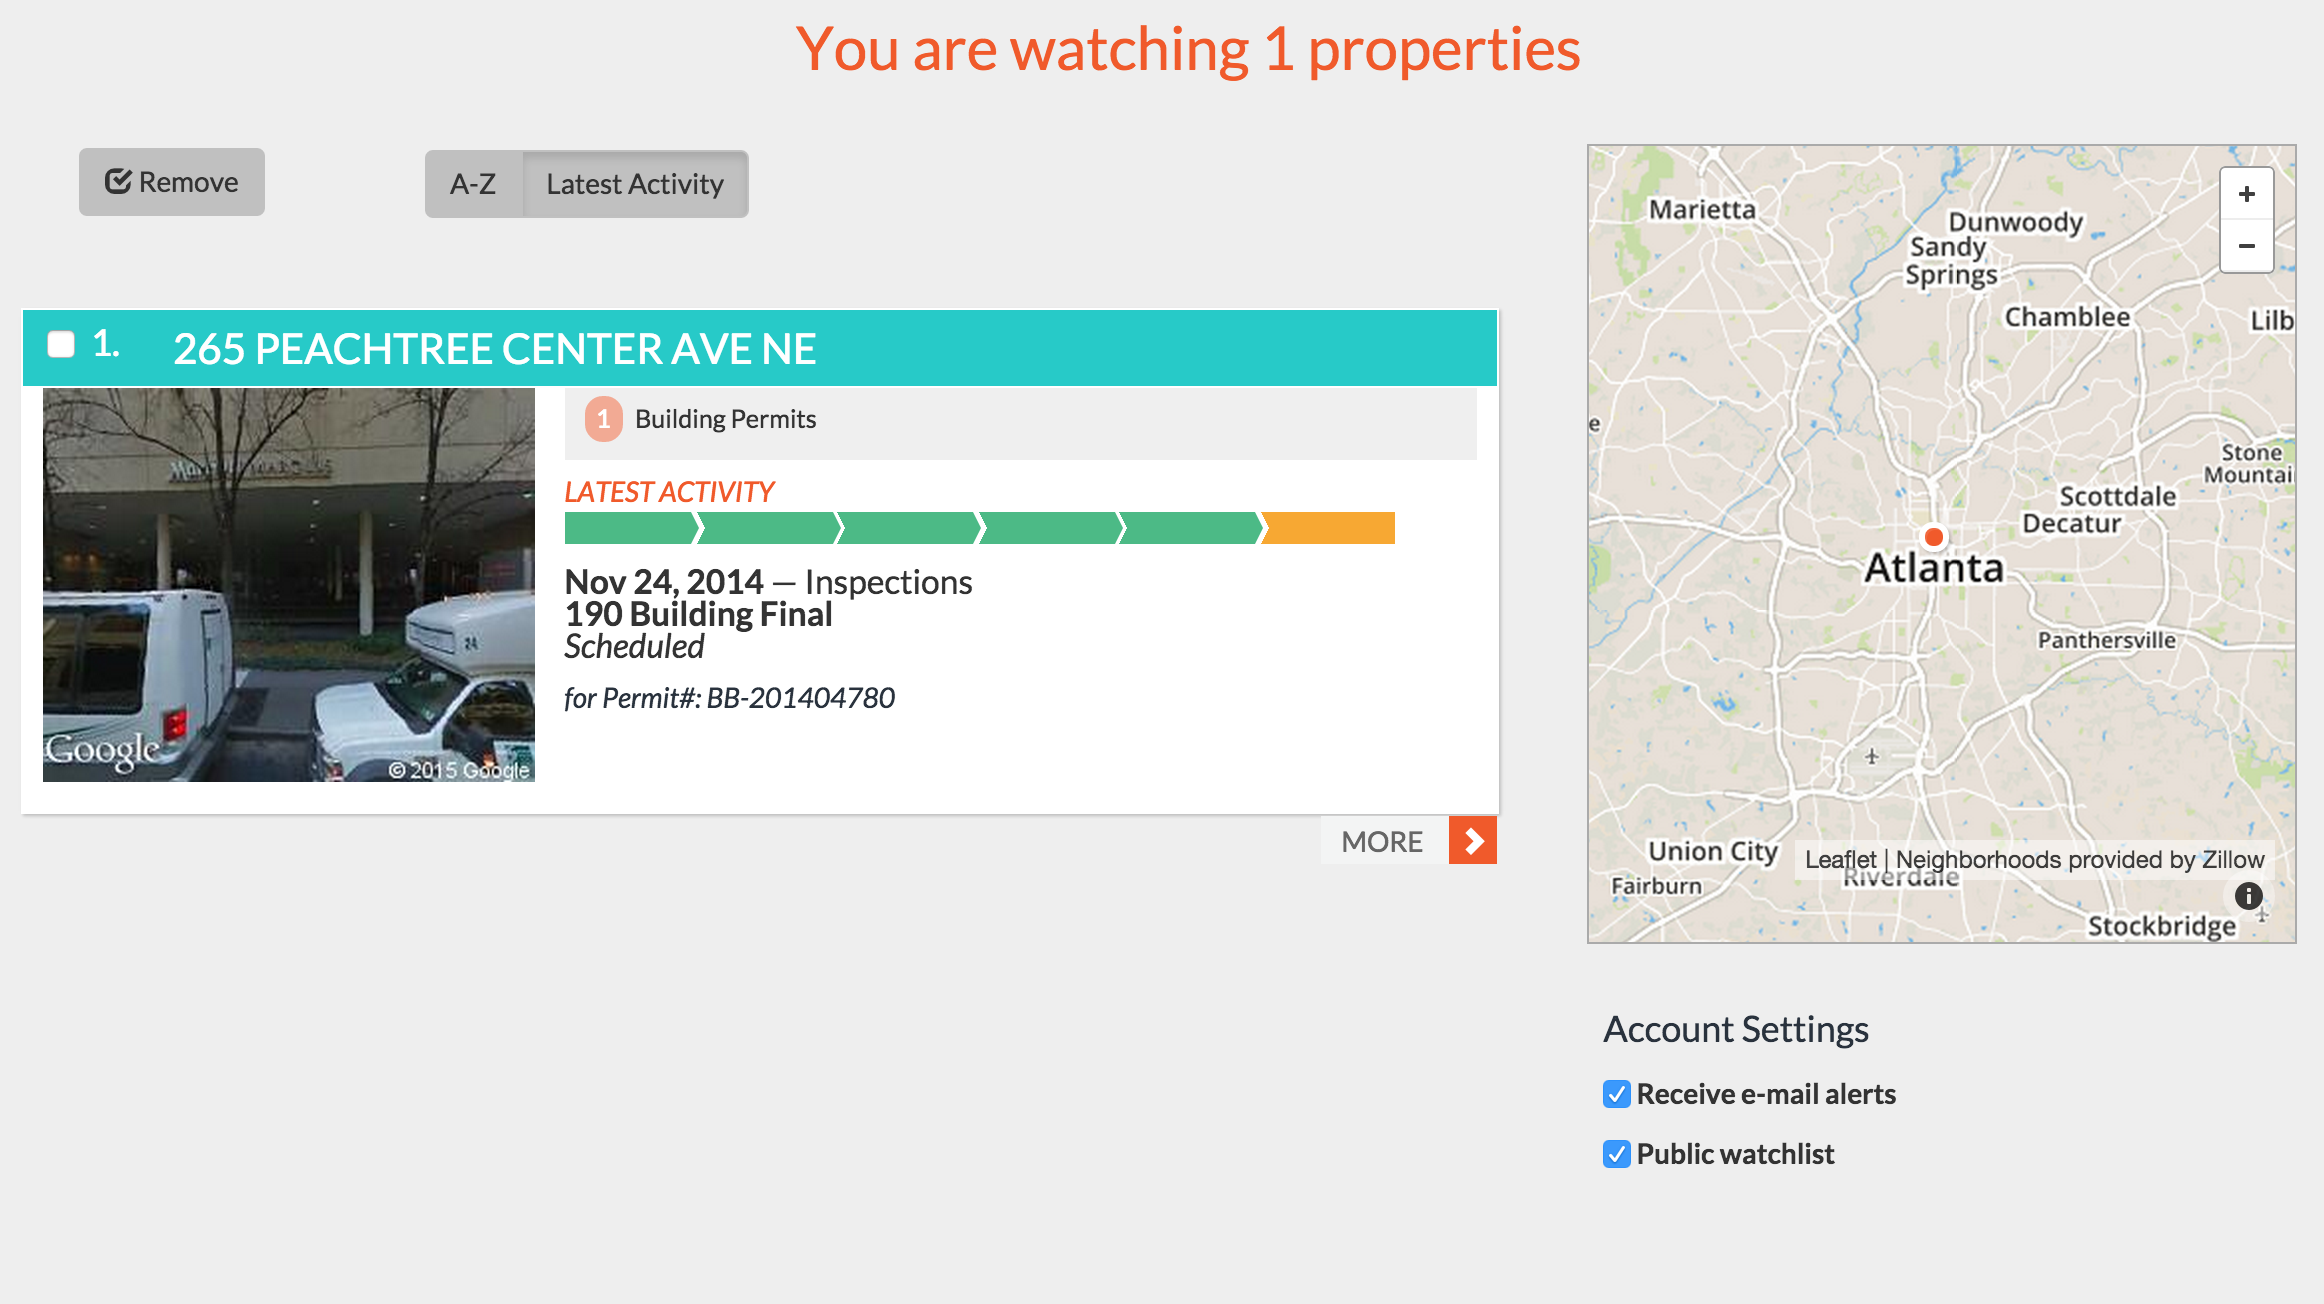 You are watching 1 properties
Remove
A-Z
Latest Activity
1.
265 PEACHTREE CENTER AVE NE
24
Google
© 2015 Google
1
Building Permits
LATEST ACTIVITY
Nov 24, 2014 — Inspections
190 Building Final
Scheduled
for Permit#: BB-201404780
MORE
+
−
Marietta
Dunwoody
Sandy
Springs
Chamblee
Lilb
e
Stone
Mountai
Scottdale
Decatur
Atlanta
Panthersville
Union City
Leaflet | Neighborhoods provided by Zillow
Riverdale
Fairburn
i
Stockbridge
Account Settings
Receive e-mail alerts
Public watchlist